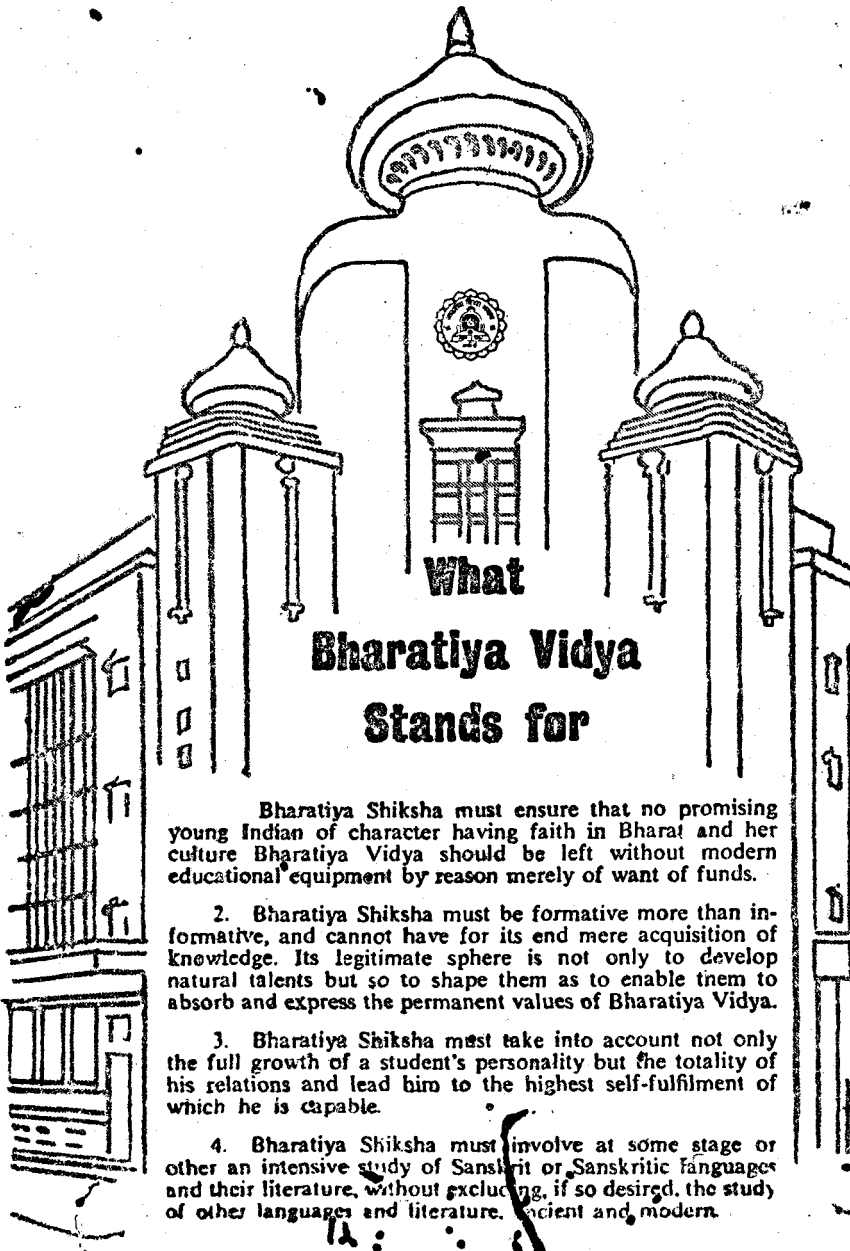 What
Bharatiya Vidya
Stands for
Bharatiya Shiksha must ensure that no promising
young Indian of character having faith in Bharat and her
culture Bharatiya Vidya should be left without modern
educational equipment by reason merely of want of funds.
2. Bharatiya Shiksha must be formative more than in-
formative, and cannot have for its end mere acquisition of
knowledge. Its legitimate sphere is not only to develop
natural talents but so to shape them as to enable them to
absorb and express the permanent values of Bharatiya Vidya.
3. Bharatiya Shiksha must take into account not only
the full growth of a student's personality but the totality of
his relations and lead him to the highest self-fulfilment of
which he is capable.
4. Bharatiya Shiksha must involve at some stage or
other an intensive study of Sanskrit or Sanskritic languages
and their literature, without excluding, if so desired, the study
of other languages and literature, ancient and modern.